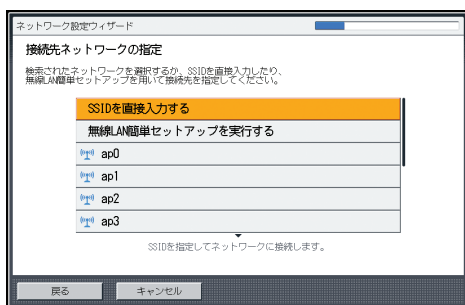 ネットワーク設定ウィザード
接続先ネットワークの指定
検索されたネットワークを選択するか、SSIDを直接入力したり、
無線LAN簡単セットアップを用いて接続先を指定してください。
SSIDを直接入力する
無線LAN簡単セットアップを実行する
ap0
ap1
ap2
ap3
SSIDを指定してネットワークに接続します。
戻る
キャンセル